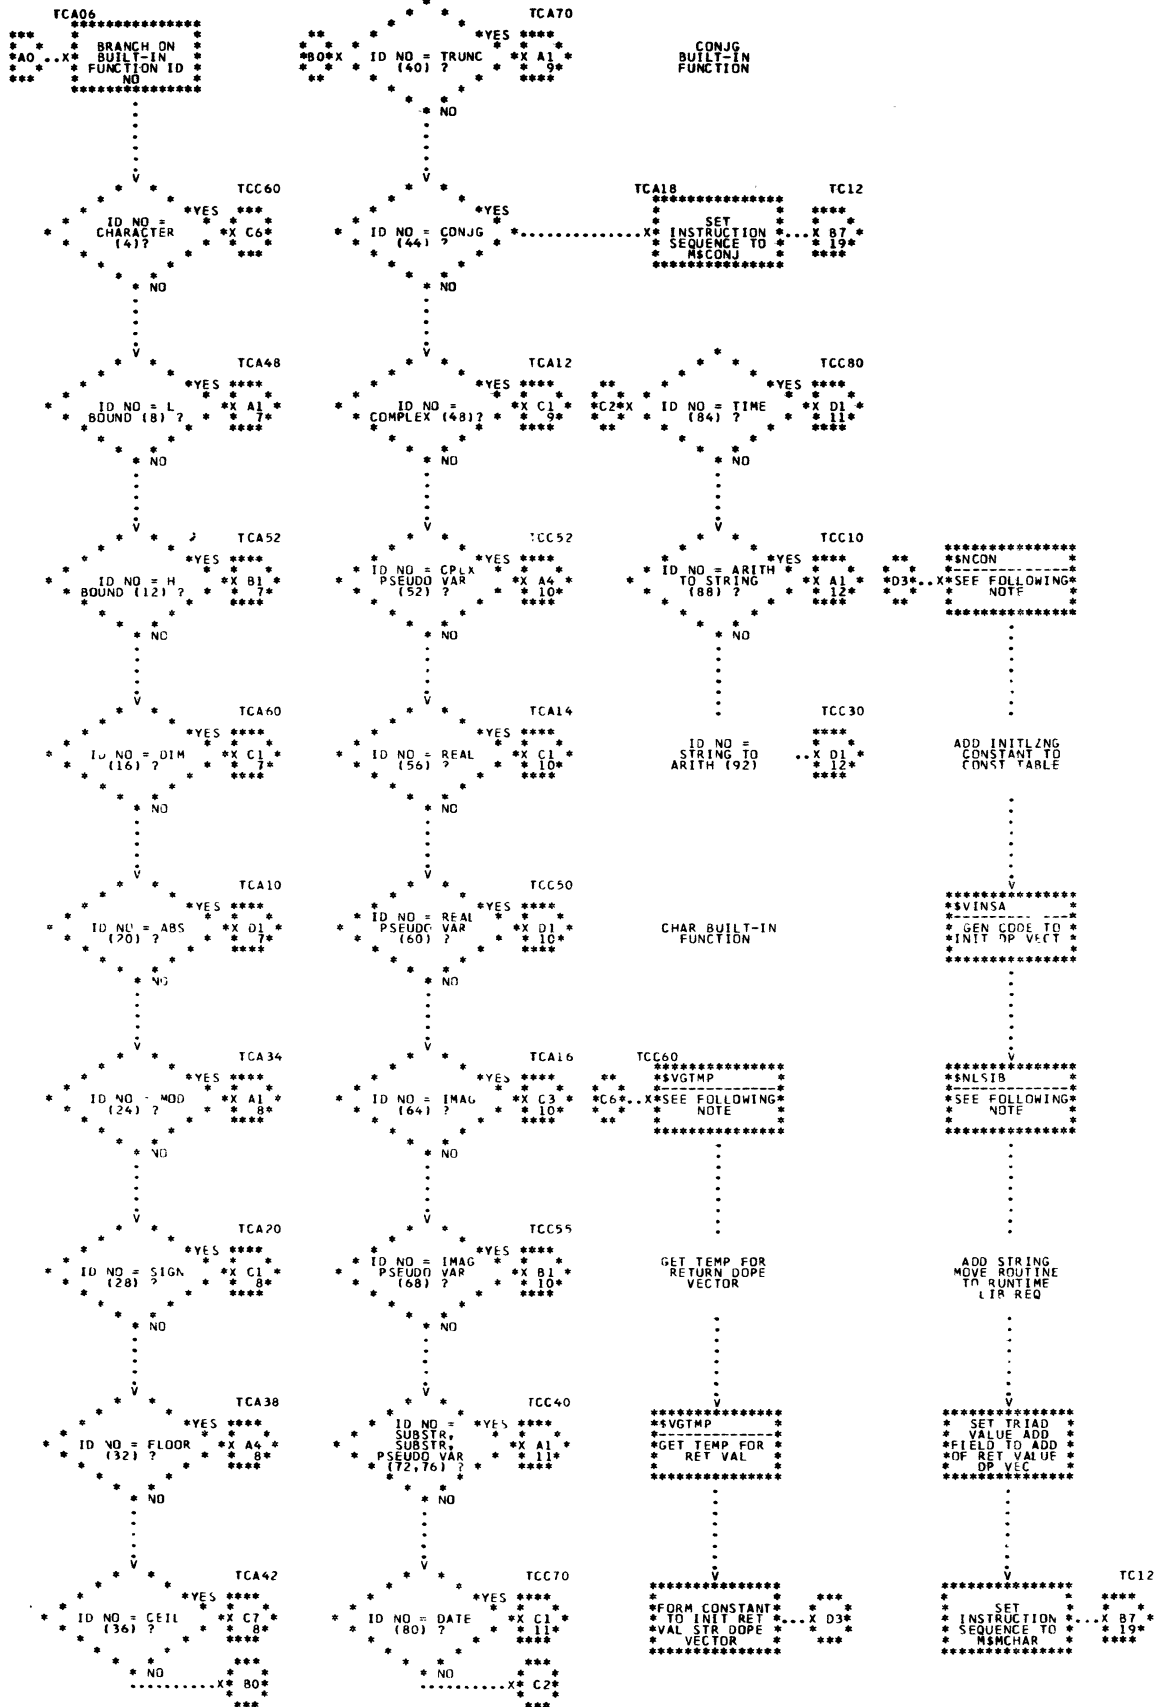 TCA06
A0
BRANCH ON
BUILT-IN
FUNCTION ID
NO
TCC60
ID NO =
CHARACTER
(4)?
YES
C6
NO
TCA48
ID NO = L
BOUND (8) ?
YES
A1
7
NO
TCA52
ID NO = H
BOUND (12) ?
YES
B1
7
NO
TCA60
ID NO = DIM
(16) ?
YES
C1
7
NO
TCA10
ID NO = ABS
(20) ?
YES
D1
7
NO
TCA34
ID NO - MOD
(24) ?
YES
A1
8
NO
TCA20
ID NO = SIGN
(28) ?
YES
C1
8
NO
TCA38
ID NO = FLOOR
(32) ?
YES
A4
8
NO
TCA42
ID NO = CEIL
(36) ?
YES
C7
8
NO
B0
TCA70
B0
ID NO = TRUNC
(40) ?
YES
A1
9
NO
ID NO = CONJG
(44) ?
YES
NO
TCA12
ID NO =
COMPLEX (48)?
YES
C1
9
NO
TCC52
ID NO = CPLX
PSEUDO VAR
(52) ?
YES
A4
10
NO
TCA14
ID NO = REAL
(56) ?
YES
C1
10
NO
TCC50
ID NO = REAL
PSEUDO VAR
(60) ?
YES
D1
10
NO
TCA16
ID NO = IMAG
(64) ?
YES
C3
10
NO
TCC55
ID NO = IMAG
PSEUDO VAR
(68) ?
YES
B1
10
NO
TCC40
ID NO =
SUBSTR,
SUBSTR,
PSEUDO VAR
(72,76) ?
YES
A1
11
NO
TCC70
ID NO = DATE
(80) ?
YES
C1
11
NO
C2
CONJG
BUILT-IN
FUNCTION
TCA18
SET
INSTRUCTION
SEQUENCE TO
M$CONJ
TC12
B7
19
TCC80
C2
ID NO = TIME
(84) ?
YES
D1
11
NO
TCC10
ID NO = ARITH
TO STRING
(88) ?
YES
A1
12
NO
TCC30
ID NO =
STRING TO
ARITH (92)
D1
12
CHAR BUILT-IN
FUNCTION
TCC60
C6
$VGTMP
SEE FOLLOWING
NOTE
GET TEMP FOR
RETURN DOPE
VECTOR
$VGTMP
GET TEMP FOR
RET VAL
FORM CONSTANT
TO INIT RET
VAL STR DOPE
VECTOR
D3
D3
$NCON
SEE FOLLOWING
NOTE
ADD INITLZNG
CONSTANT TO
CONST TABLE
$VINSA
GEN CODE TO
INIT DP VECT
$NLSIB
SEE FOLLOWING
NOTE
ADD STRING
MOVE ROUTINE
TO RUNTIME
LIB REQ
SET TRIAD
VALUE ADD
FIELD TO ADD
OF RET VALUE
DP VEC
SET
INSTRUCTION
SEQUENCE TO
M$MCHAR
TC12
B7
19